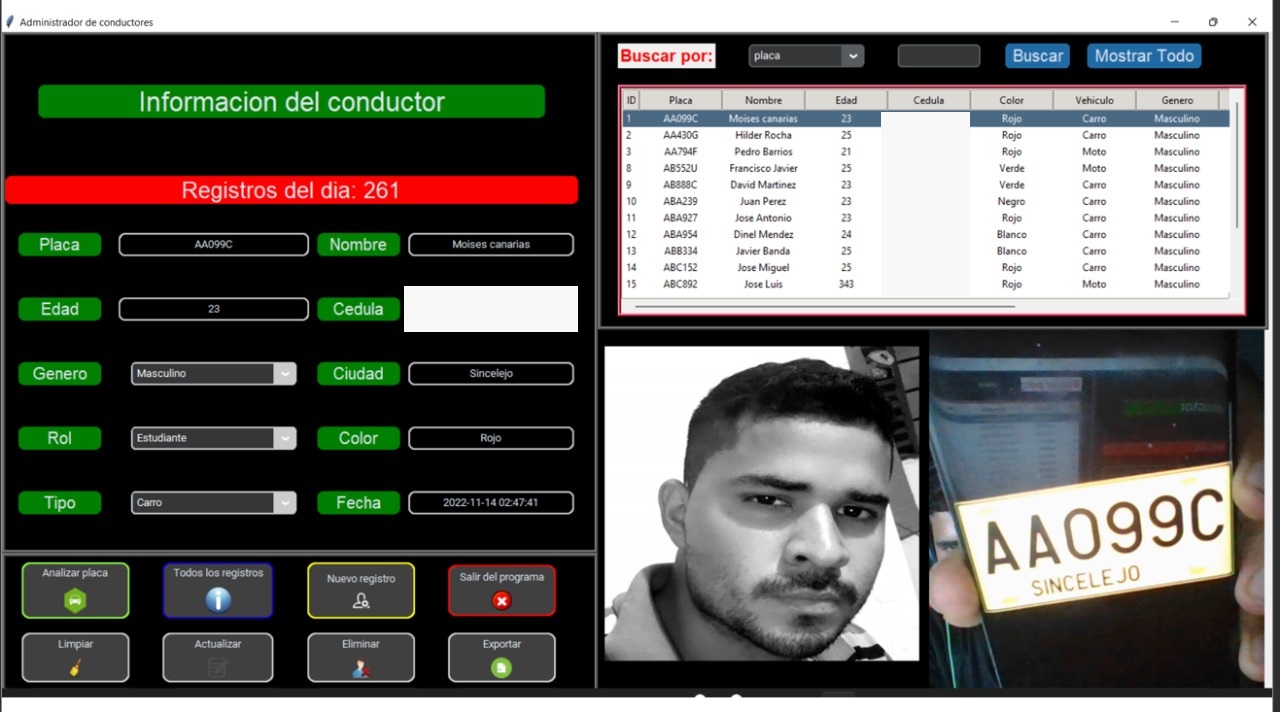 Administrador de conductores
Informacion del conductor
Registros del dia: 261
Placa AA099C Nombre Moises canarias
Edad 23 Cedula
Genero Masculino Ciudad Sincelejo
Rol Estudiante Color Rojo
Tipo Carro Fecha 2022-11-14 02:47:41
Analizar placa Todos los registros Nuevo registro Salir del programa
Limpiar Actualizar Eliminar Exportar
Buscar por: placa Buscar Mostrar Todo
ID Placa Nombre Edad Cedula Color Vehiculo Genero
1 AA099C Moises canarias 23 Rojo Carro Masculino
2 AA430G Hilder Rocha 25 Rojo Carro Masculino
3 AA794F Pedro Barrios 21 Rojo Moto Masculino
8 AB552U Francisco Javier 25 Verde Moto Masculino
9 AB888C David Martinez 23 Verde Carro Masculino
10 ABA239 Juan Perez 23 Negro Carro Masculino
11 ABA927 Jose Antonio 23 Rojo Carro Masculino
12 ABA954 Dinel Mendez 24 Blanco Carro Masculino
13 ABB334 Javier Banda 25 Blanco Carro Masculino
14 ABC152 Jose Miguel 25 Rojo Carro Masculino
15 ABC892 Jose Luis 343 Rojo Moto Masculino
AA099C
SINCELEJO